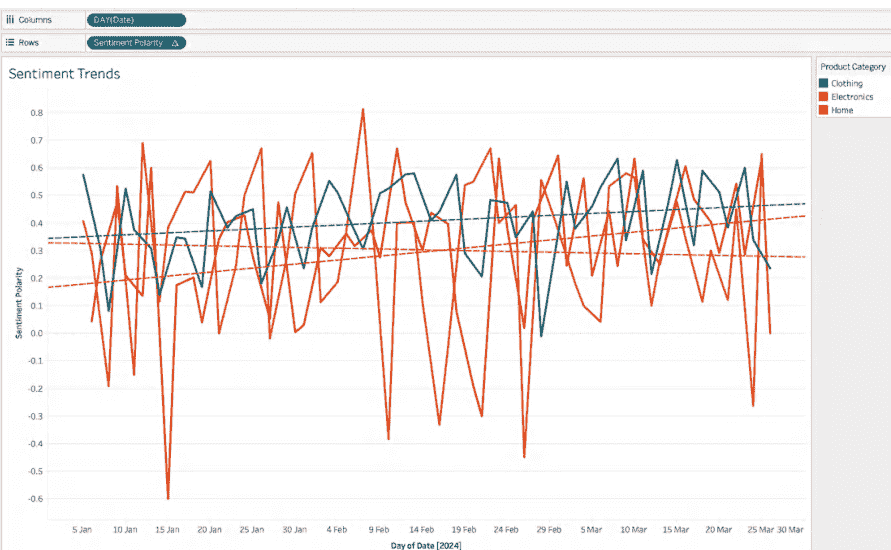 Columns DAY(Date)
Rows Sentiment Polarity
Sentiment Trends
Product Category
Clothing
Electronics
Home
Sentiment Polarity
0.8
0.7
0.6
0.5
0.4
0.3
0.2
0.1
0.0
-0.1
-0.2
-0.3
-0.4
-0.5
-0.6
5 Jan 10 Jan 15 Jan 20 Jan 25 Jan 30 Jan 4 Feb 9 Feb 14 Feb 19 Feb 24 Feb 29 Feb 5 Mar 10 Mar 15 Mar 20 Mar 25 Mar 30 Mar
Day of Date [2024]